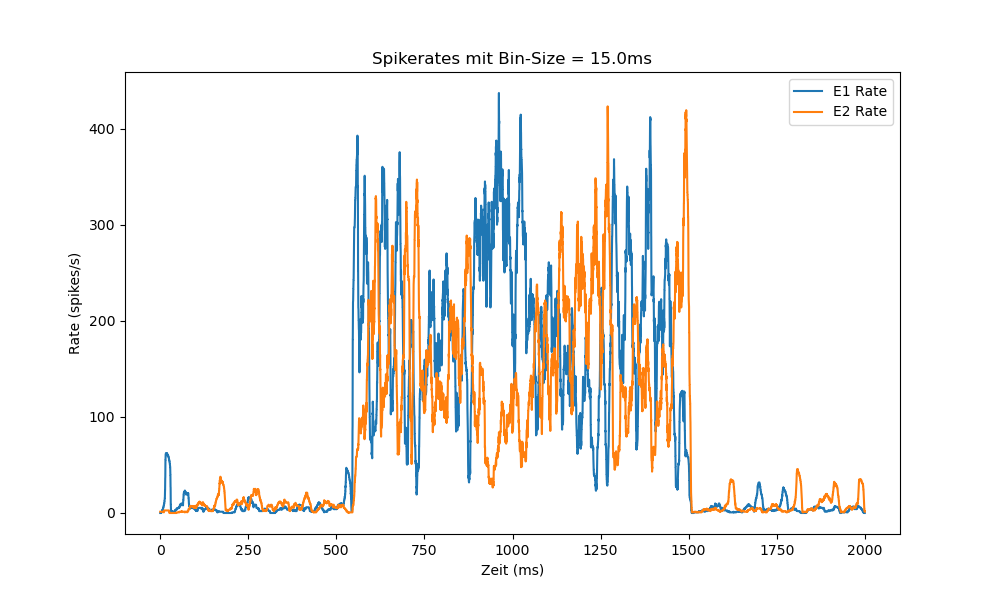 Spikerates mit Bin-Size = 15.0ms
E1 Rate
E2 Rate
400
300
200
100
0
Rate (spikes/s)
0 250 500 750 1000 1250 1500 1750 2000
Zeit (ms)